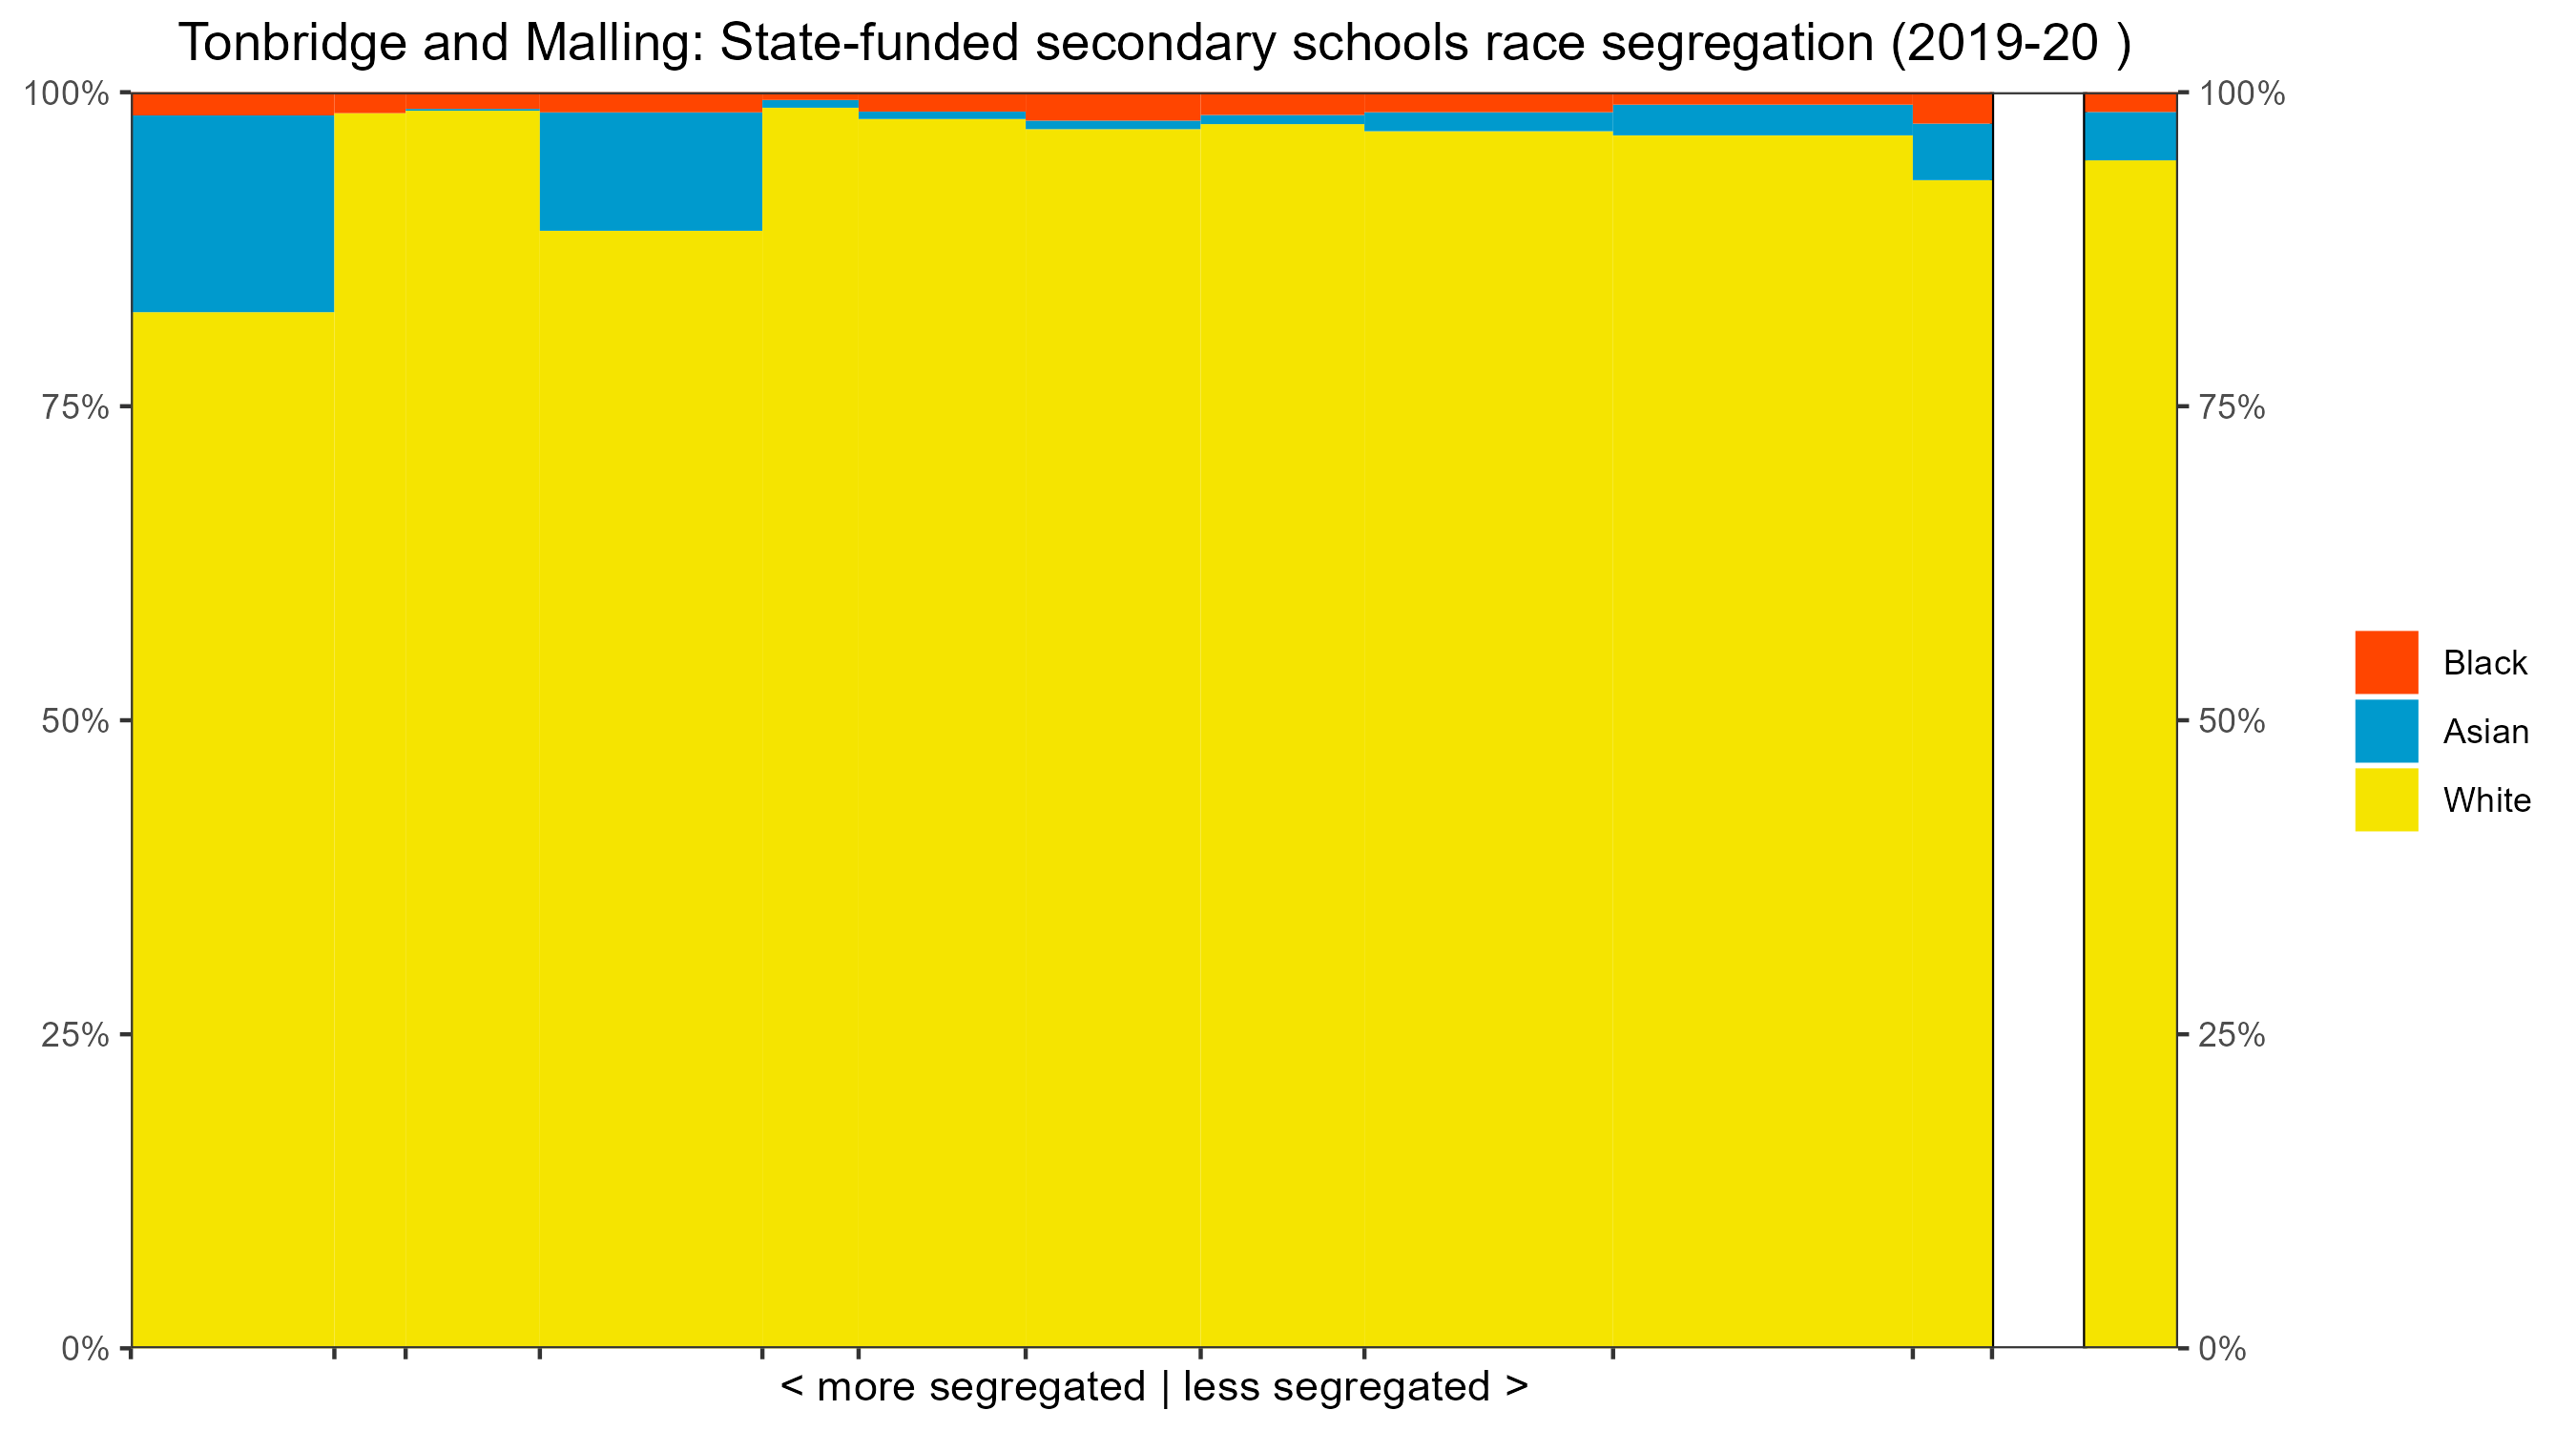 Tonbridge and Malling: State-funded secondary schools race segregation (2019-20 )
100%
75%
50%
25%
0%
100%
75%
50%
25%
0%
Black
Asian
White
< more segregated | less segregated >